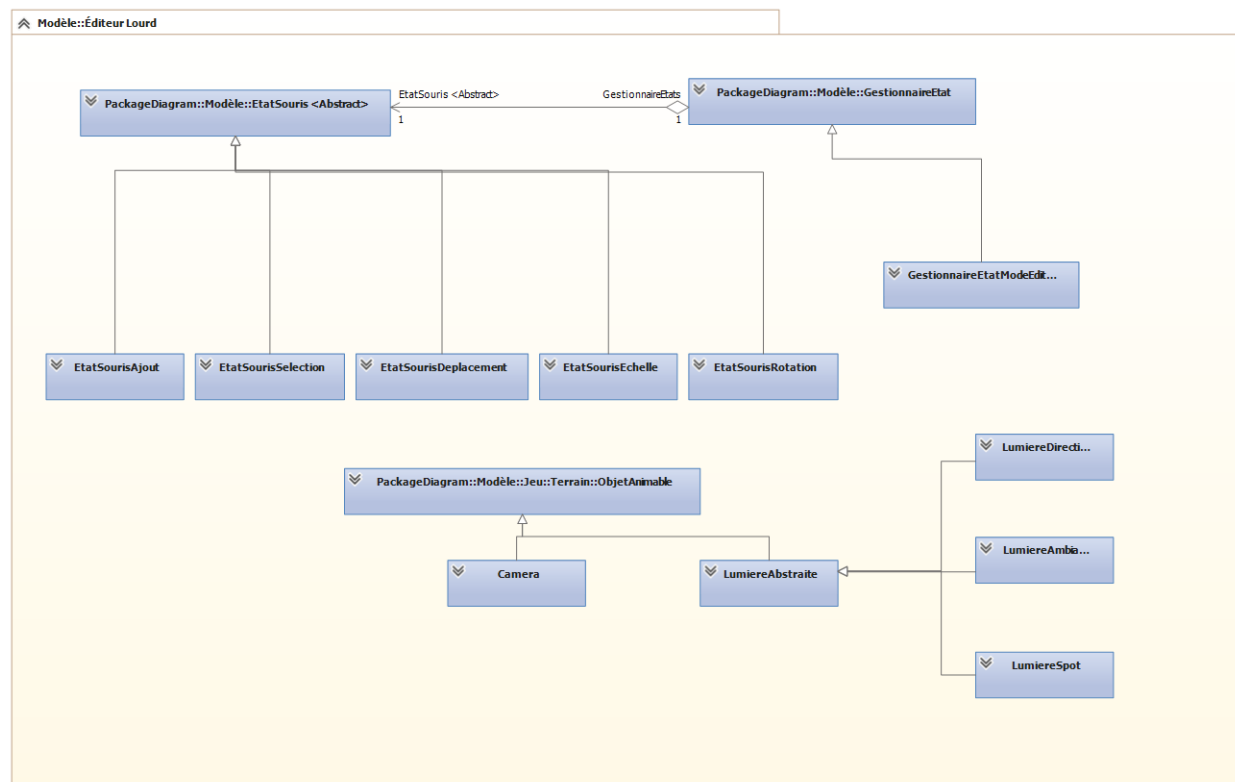 Modèle::Éditeur Lourd
PackageDiagram::Modèle::EtatSouris <Abstract>
EtatSouris <Abstract>
1
GestionnaireEtats
1
PackageDiagram::Modèle::GestionnaireEtat
GestionnaireEtatModeEdit...
EtatSourisAjout
EtatSourisSelection
EtatSourisDeplacement
EtatSourisEchelle
EtatSourisRotation
LumiereDirecti...
PackageDiagram::Modèle::Jeu::Terrain::ObjetAnimable
LumiereAmbia...
Camera
LumiereAbstraite
LumiereSpot